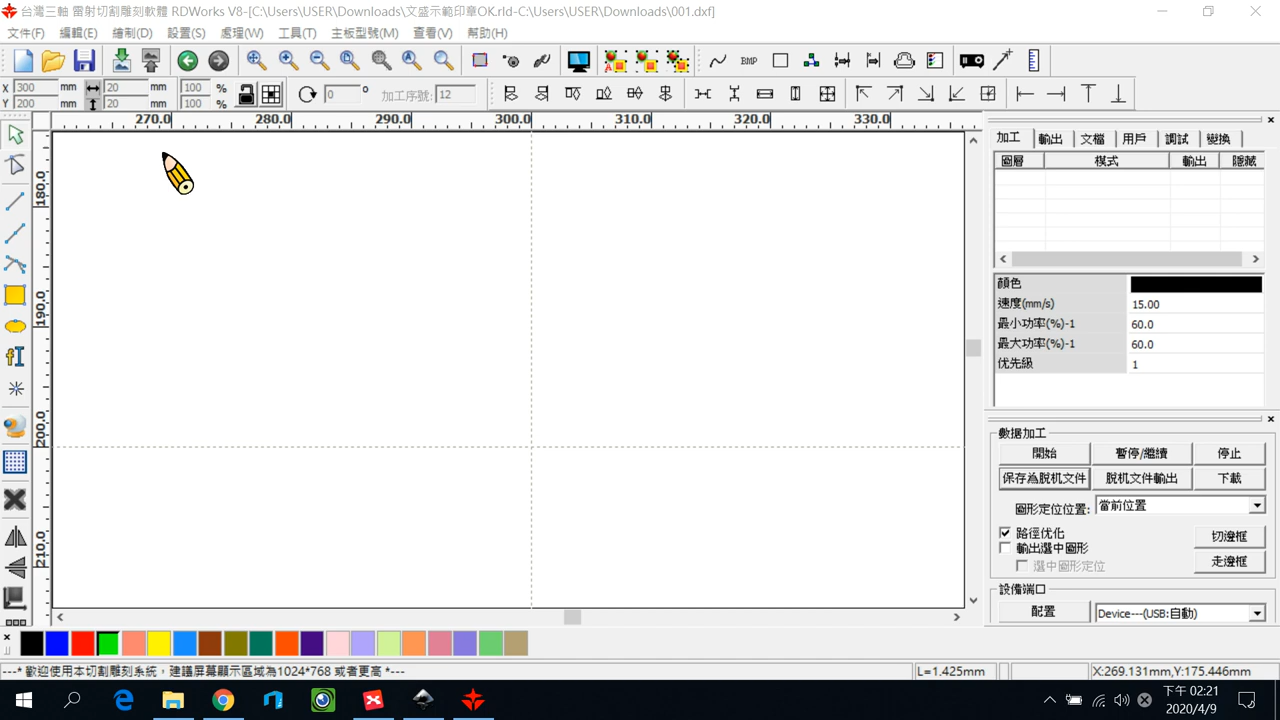 台灣三軸 雷射切割雕刻軟體 RDWorks V8-[C:\Users\USER\Downloads\文盛示範印章OK.rld-C:\Users\USER\Downloads\001.dxf]
文件(F) 編輯(E) 繪制(D) 設置(S) 處理(W) 工具(T) 主板型號(M) 查看(V) 幫助(H)
BMP
X 300 mm 20 mm 100 %
Y 200 mm 20 mm 100 %
0 ° 加工序號: 12
270.0 280.0 290.0 300.0 310.0 320.0 330.0
180.0
190.0
200.0
210.0
加工 輸出 文檔 用戶 調試 變換
圖層 模式 輸出 隱藏
顏色
速度(mm/s) 15.00
最小功率(%)-1 60.0
最大功率(%)-1 60.0
优先級 1
數据加工
開始 暫停/繼續 停止
保存為脫机文件 脫机文件輸出 下載
圖形定位位置: 當前位置
路徑优化 切邊框
輸出選中圖形
選中圖形定位 走邊框
設備端口
配置 Device---(USB:自動)
---* 歡迎使用本切割雕刻系統，建議屏幕顯示區域為1024*768 或者更高 *---
L=1.425mm
X:269.131mm,Y:175.446mm
下午 02:21
2020/4/9